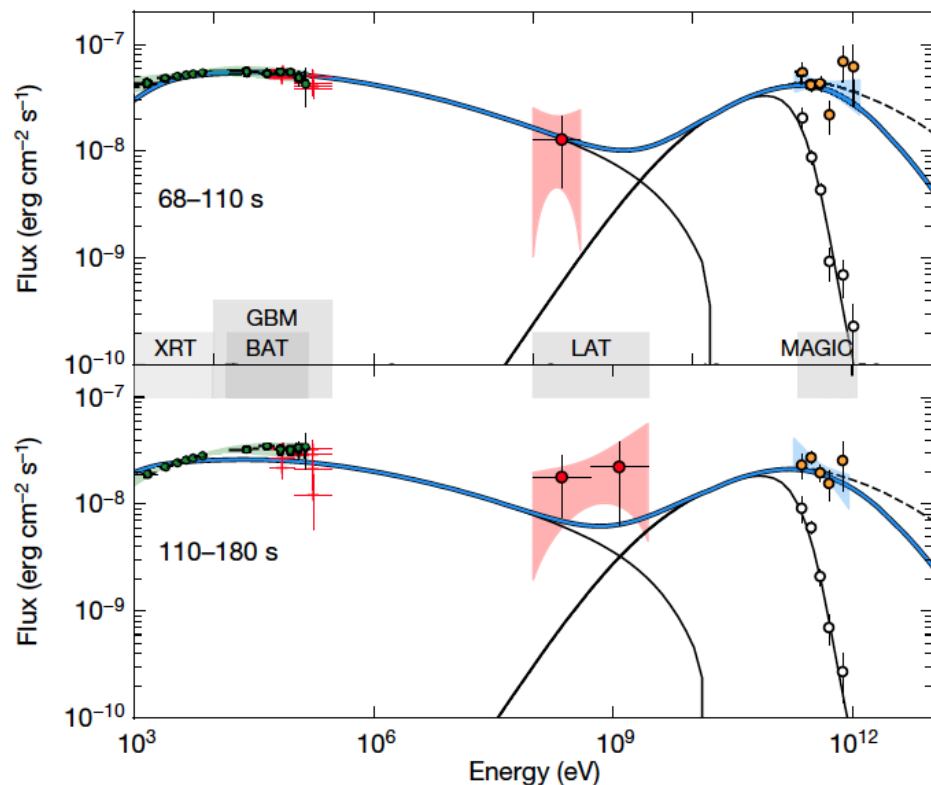 10⁻⁷
10⁻⁸
10⁻⁹
10⁻¹⁰
Flux (erg cm⁻² s⁻¹)
68–110 s
GBM
XRT BAT LAT MAGIC
10⁻⁷
10⁻⁸
10⁻⁹
10⁻¹⁰
Flux (erg cm⁻² s⁻¹)
110–180 s
10³ 10⁶ 10⁹ 10¹²
Energy (eV)